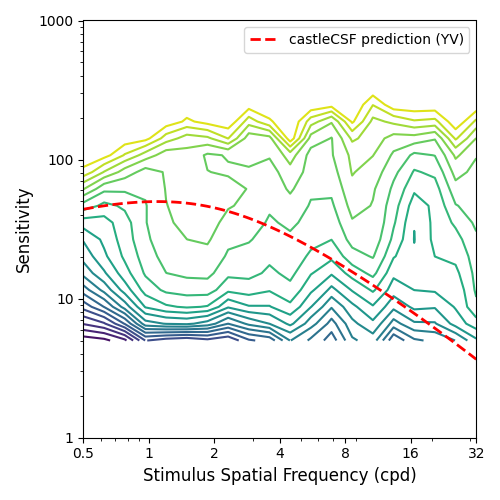 1000
castleCSF prediction (YV)
100
Sensitivity
10
1
0.5 1 2 4 8 16 32
Stimulus Spatial Frequency (cpd)